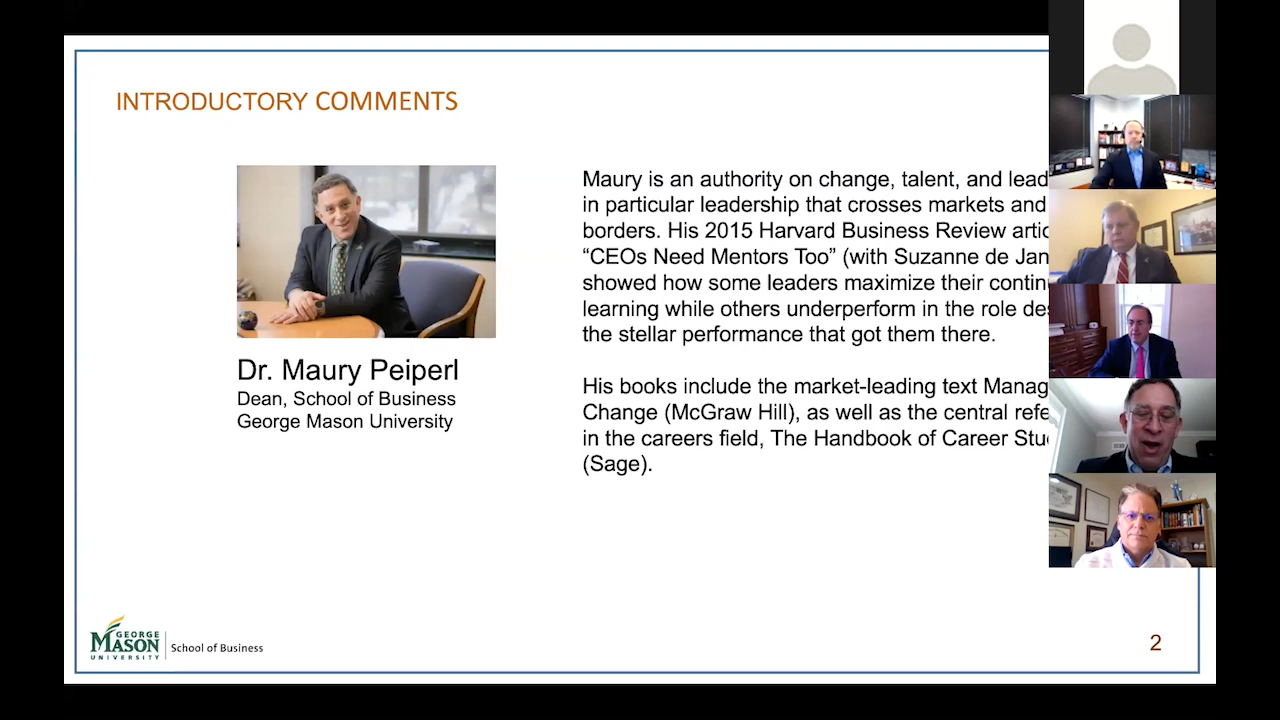 INTRODUCTORY COMMENTS
Maury is an authority on change, talent, and lead
in particular leadership that crosses markets and
borders. His 2015 Harvard Business Review artic
“CEOs Need Mentors Too” (with Suzanne de Jan
showed how some leaders maximize their contin
learning while others underperform in the role des
the stellar performance that got them there.
His books include the market-leading text Manag
Change (McGraw Hill), as well as the central refe
in the careers field, The Handbook of Career Stu
(Sage).
Dr. Maury Peiperl
Dean, School of Business
George Mason University
GEORGE
MASON
UNIVERSITY
School of Business
2